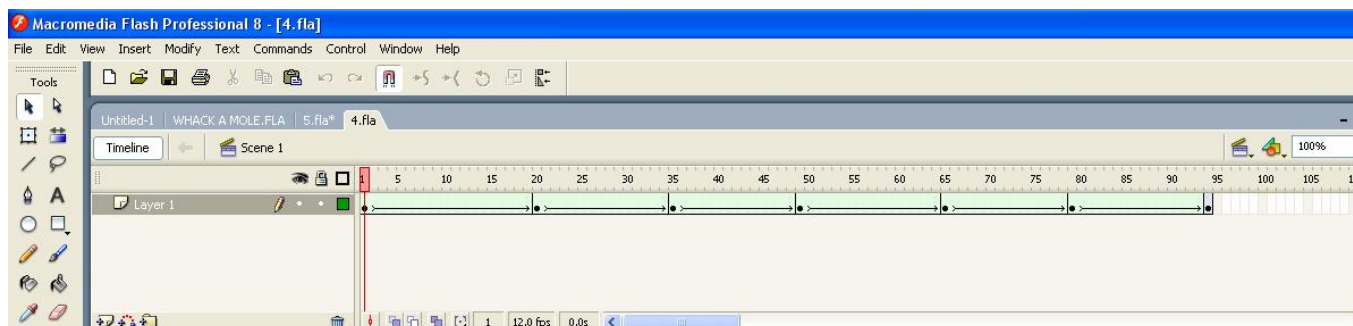 Macromedia Flash Professional 8 - [4.fla]
File Edit View Insert Modify Text Commands Control Window Help
Tools
Untitled-1 WHACK A MOLE.FLA 5.fla* 4.fla
Timeline Scene 1 100%
1 5 10 15 20 25 30 35 40 45 50 55 60 65 70 75 80 85 90 95 100 105
Layer 1
1 12.0 fps 0.0s